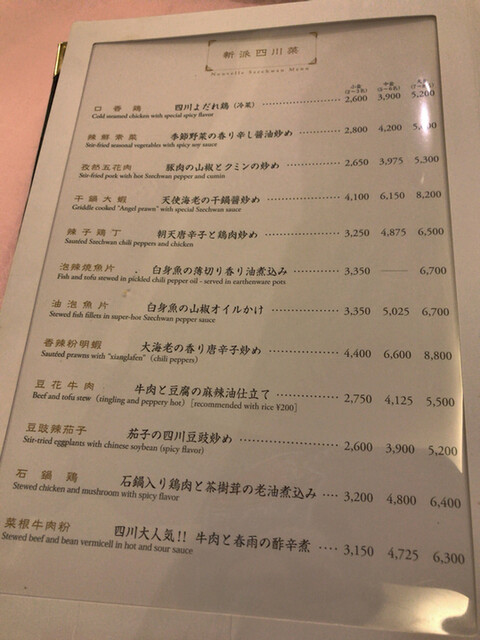 新派四川菜
Nouvelle Szechwan Menu
小盆 中盆 大盆
(2~3名) (4~6名)
口香鶏 四川よだれ鶏 (冷菜) 2,600 3,900 5,200
Cold steamed chicken with special spicy flavor
辣鮮素菜 季節野菜の香り辛し醤油炒め 2,800 4,200
Stir-fried seasonal vegetables with spicy soy sauce
孜然五花肉 豚肉の山椒とクミンの炒め 2,650 3,975 5,300
Stir-fried pork with hot Szechwan pepper and cumin
干鍋大蝦 天使海老の干鍋醤炒め 4,100 6,150 8,200
Griddle cooked "Angel prawn" with special Szechwan sauce
辣子鶏丁 朝天唐辛子と鶏肉炒め 3,250 4,875 6,500
Sautéed Szechwan chili peppers and chicken
泡辣焼魚片 白身魚の薄切り香り油煮込み 3,350 — 6,700
Fish and tofu stewed in pickled chili pepper oil - served in earthenware pots
油泡魚片 白身魚の山椒オイルかけ 3,350 5,025 6,700
Stewed fish fillets in super-hot Szechwan pepper sauce
香辣粉明蝦 大海老の香り唐辛子炒め 4,400 6,600 8,800
Sautéed prawns with "xianglafen" (chili peppers)
豆花牛肉 牛肉と豆腐の麻辣油仕立て 2,750 4,125 5,500
Beef and tofu stew (tingling and peppery hot) [recommended with rice ¥200]
豆豉辣茄子 茄子の四川豆豉炒め 2,600 3,900 5,200
Stir-fried eggplants with chinese soybean (spicy flavor)
石鍋鶏 石鍋入り鶏肉と茶樹茸の老油煮込み 3,200 4,800 6,400
Stewed chicken and mushroom with spicy flavor
菜根牛肉粉 四川大人気!! 牛肉と春雨の酢辛煮 3,150 4,725 6,300
Stewed beef and bean vermicell in hot and sour sauce